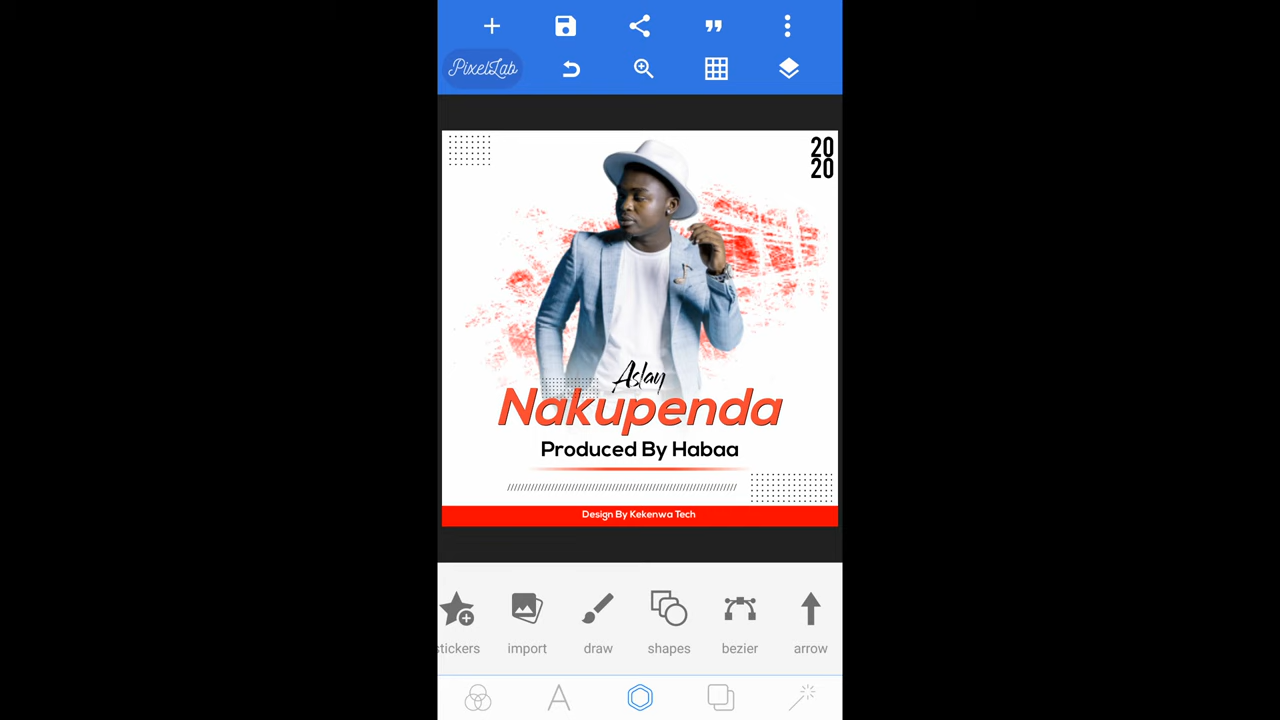 PixelLab
20
20
Aslay
Nakupenda
Produced By Habaa
Design By Kekenwa Tech
stickers
import
draw
shapes
bezier
arrow
A